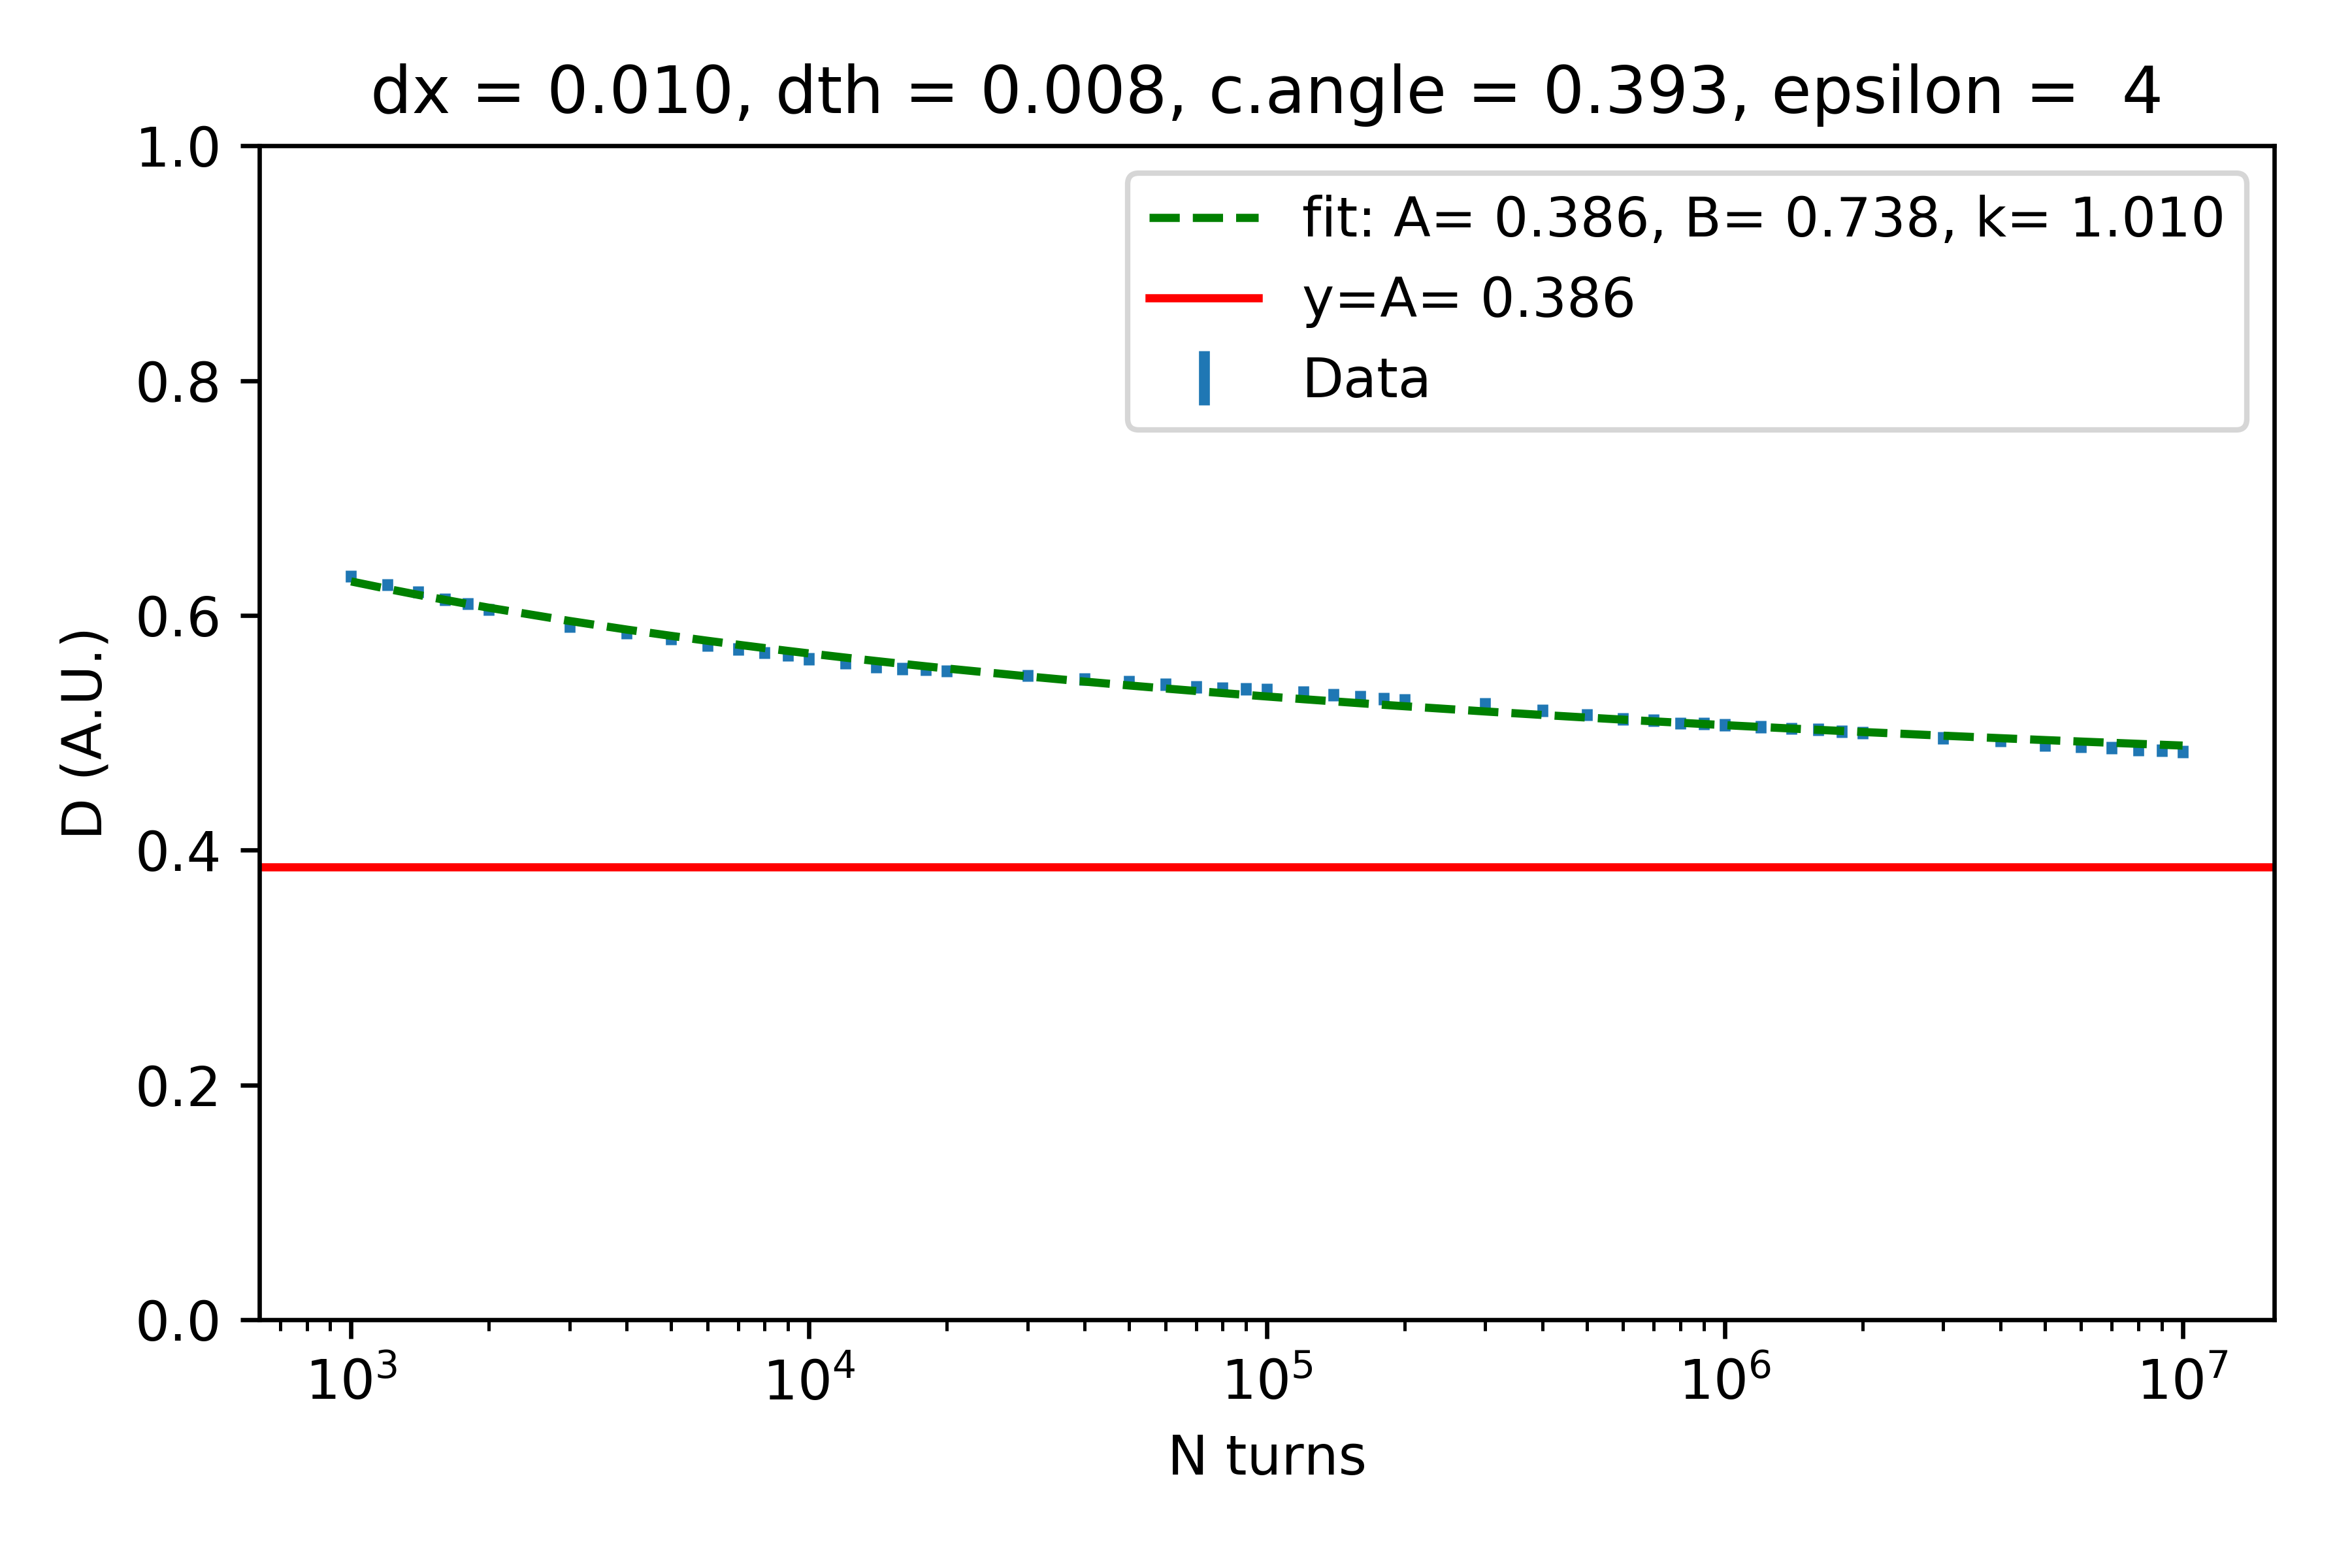 dx = 0.010, dth = 0.008, c.angle = 0.393, epsilon =  4
1.0
0.8
0.6
0.4
0.2
0.0
D (A.U.)
fit: A= 0.386, B= 0.738, k= 1.010
y=A= 0.386
Data
10³ 10⁴ 10⁵ 10⁶ 10⁷
N turns